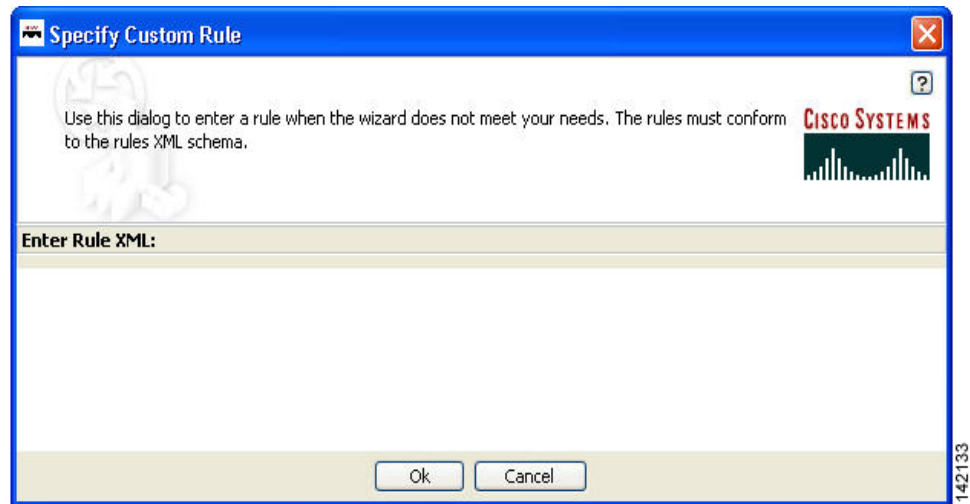 Specify Custom Rule
?
Use this dialog to enter a rule when the wizard does not meet your needs. The rules must conform
to the rules XML schema.
CISCO SYSTEMS
Enter Rule XML:
Ok
Cancel
142133